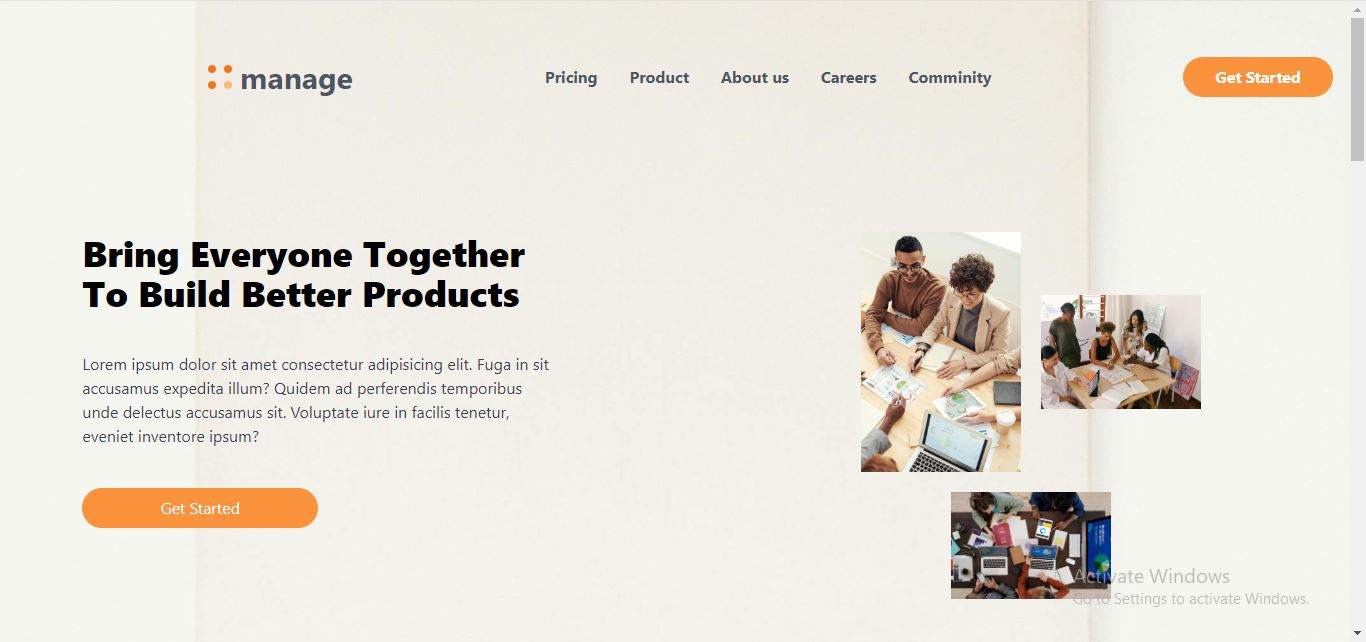 manage
Pricing Product About us Careers Comminity
Get Started
Bring Everyone Together
To Build Better Products
Lorem ipsum dolor sit amet consectetur adipisicing elit. Fuga in sit
accusamus expedita illum? Quidem ad perferendis temporibus
unde delectus accusamus sit. Voluptate iure in facilis tenetur,
eveniet inventore ipsum?
Get Started
Activate Windows
Go to Settings to activate Windows.